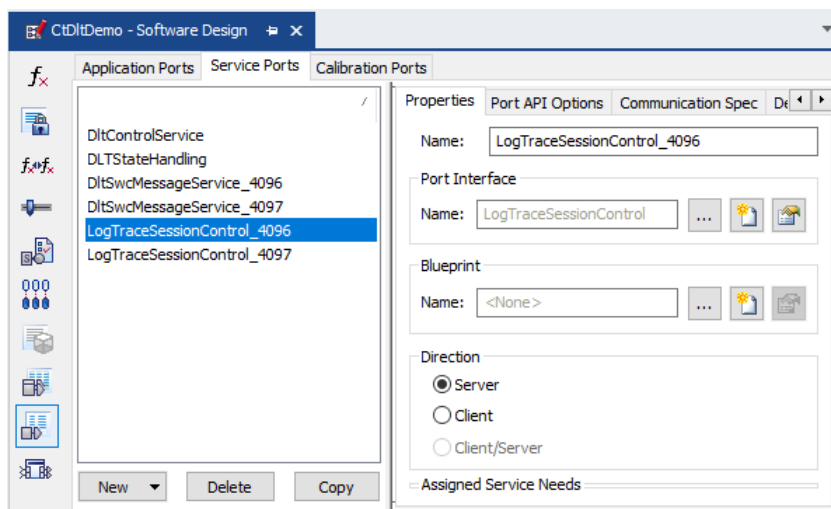 CtDltDemo - Software Design
Application Ports Service Ports Calibration Ports
DltControlService
DLTStateHandling
DltSwcMessageService_4096
DltSwcMessageService_4097
LogTraceSessionControl_4096
LogTraceSessionControl_4097
New Delete Copy
Properties Port API Options Communication Spec De
Name: LogTraceSessionControl_4096
Port Interface
Name: LogTraceSessionControl ...
Blueprint
Name: <None> ...
Direction
Server
Client
Client/Server
Assigned Service Needs